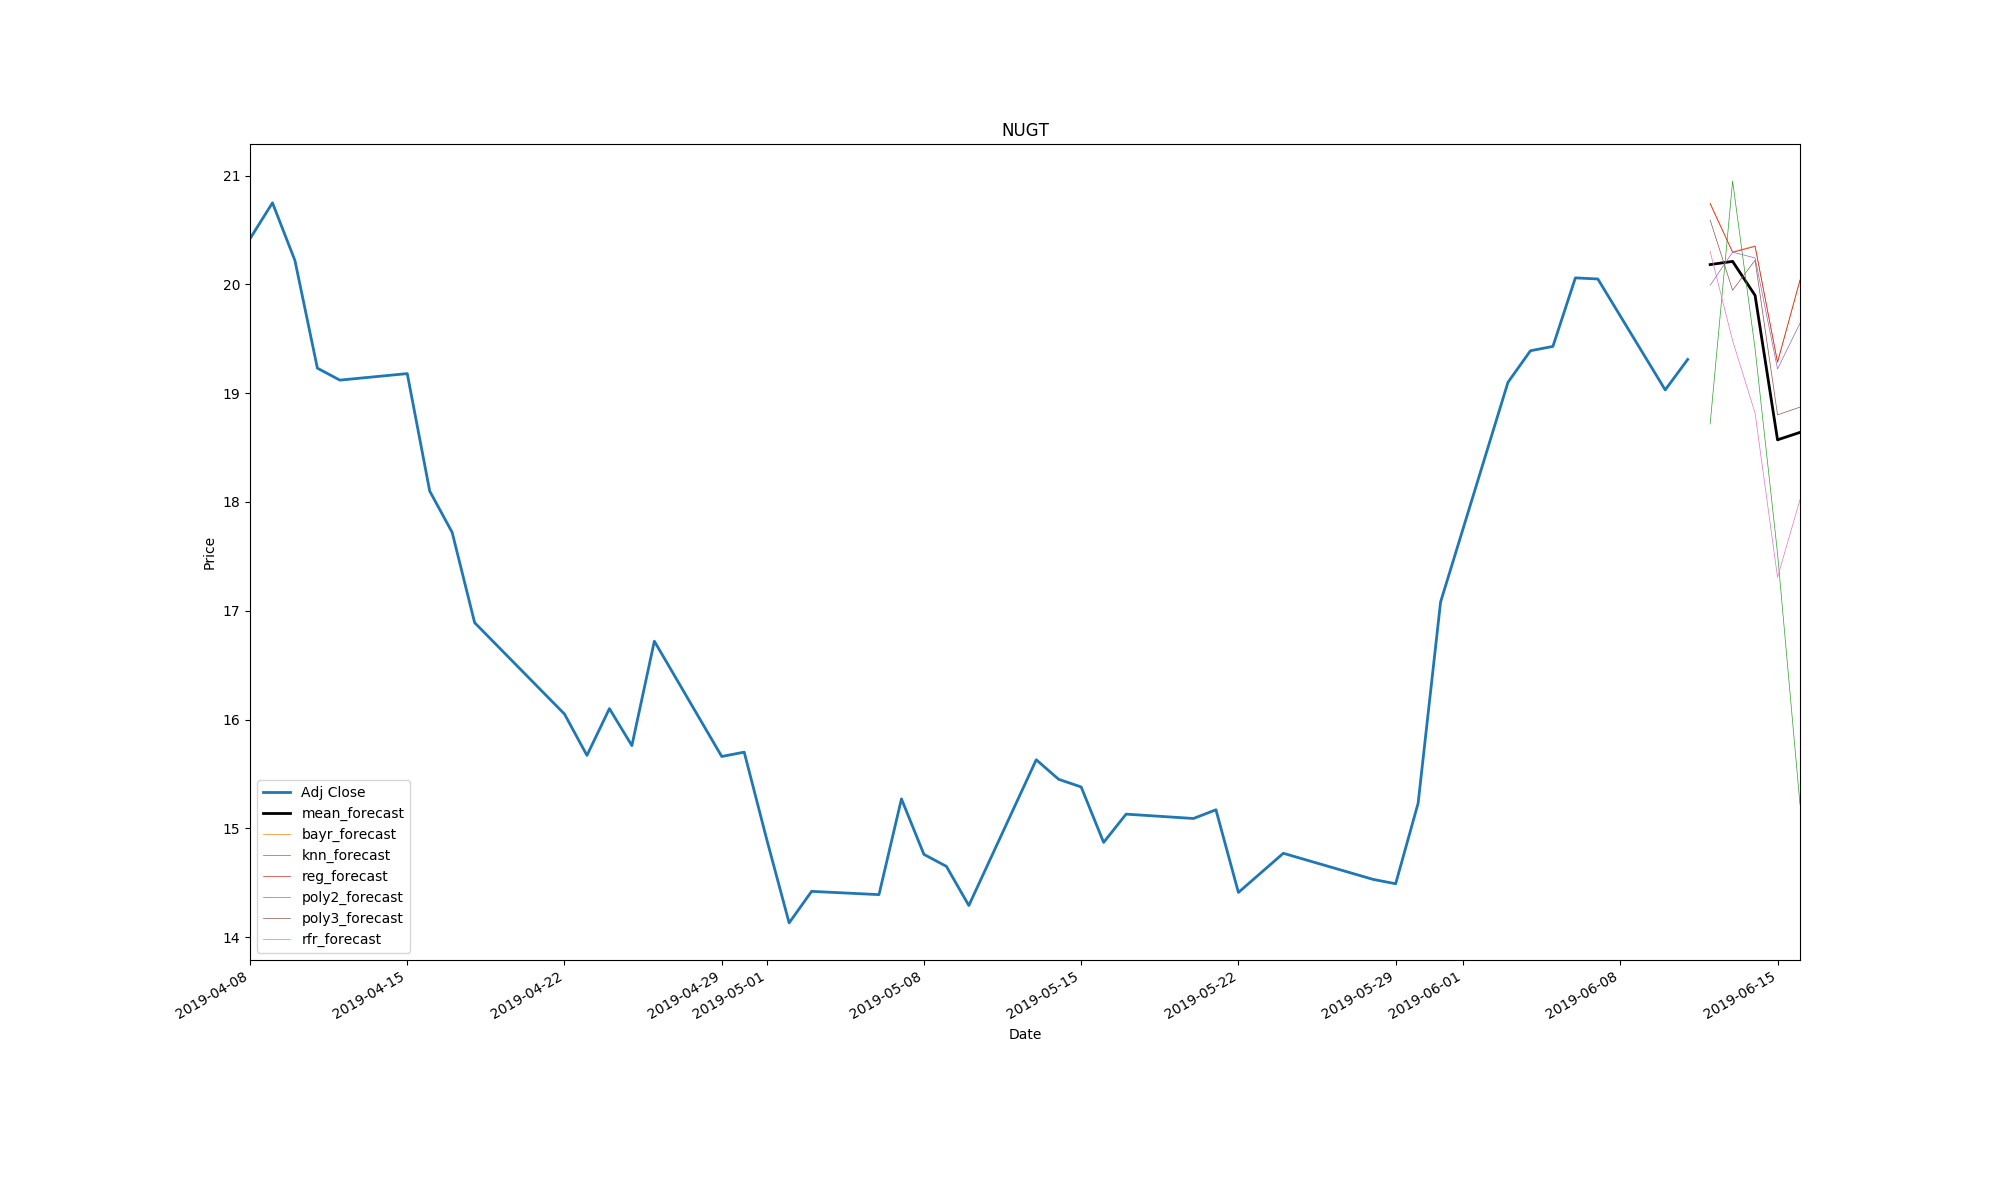 NUGT
21
20
19
18
17
16
15
14
Price
Adj Close
mean_forecast
bayr_forecast
knn_forecast
reg_forecast
poly2_forecast
poly3_forecast
rfr_forecast
2019-04-08
2019-04-15
2019-04-22
2019-04-29
2019-05-01
2019-05-08
2019-05-15
2019-05-22
2019-05-29
2019-06-01
2019-06-08
2019-06-15
Date